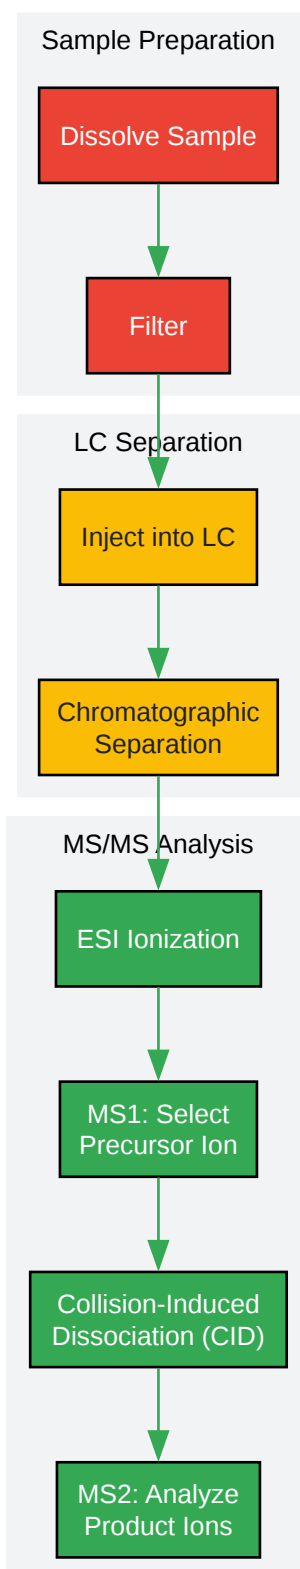 Sample Preparation
Dissolve Sample
Filter
LC Separation
Inject into LC
Chromatographic
Separation
MS/MS Analysis
ESI Ionization
MS1: Select
Precursor Ion
Collision-Induced
Dissociation (CID)
MS2: Analyze
Product Ions